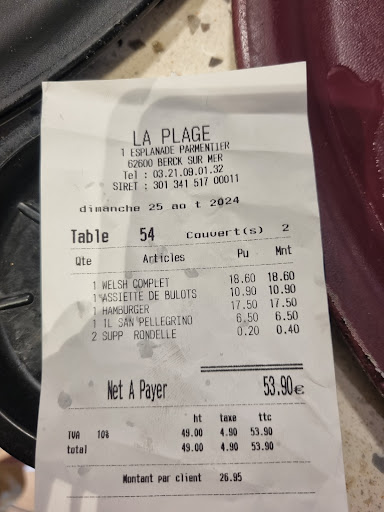 LA PLAGE
1 ESPLANADE PARMENTIER
62600 BERCK SUR MER
Tel : 03.21.09.01.32
SIRET : 301 341 517 00011
dimanche 25 ao t 2024
Table 54 Couvert(s) 2
Qte Articles Pu Mnt
1 WELSH COMPLET 18.60 18.60
1 ASSIETTE DE BULOTS 10.90 10.90
1 HAMBURGER 17.50 17.50
1 1L SAN PELLEGRINO 6.50 6.50
2 SUPP RONDELLE 0.20 0.40
Net A Payer 53.90€
ht taxe ttc
TVA 10% 49.00 4.90 53.90
total 49.00 4.90 53.90
Montant par client 26.95